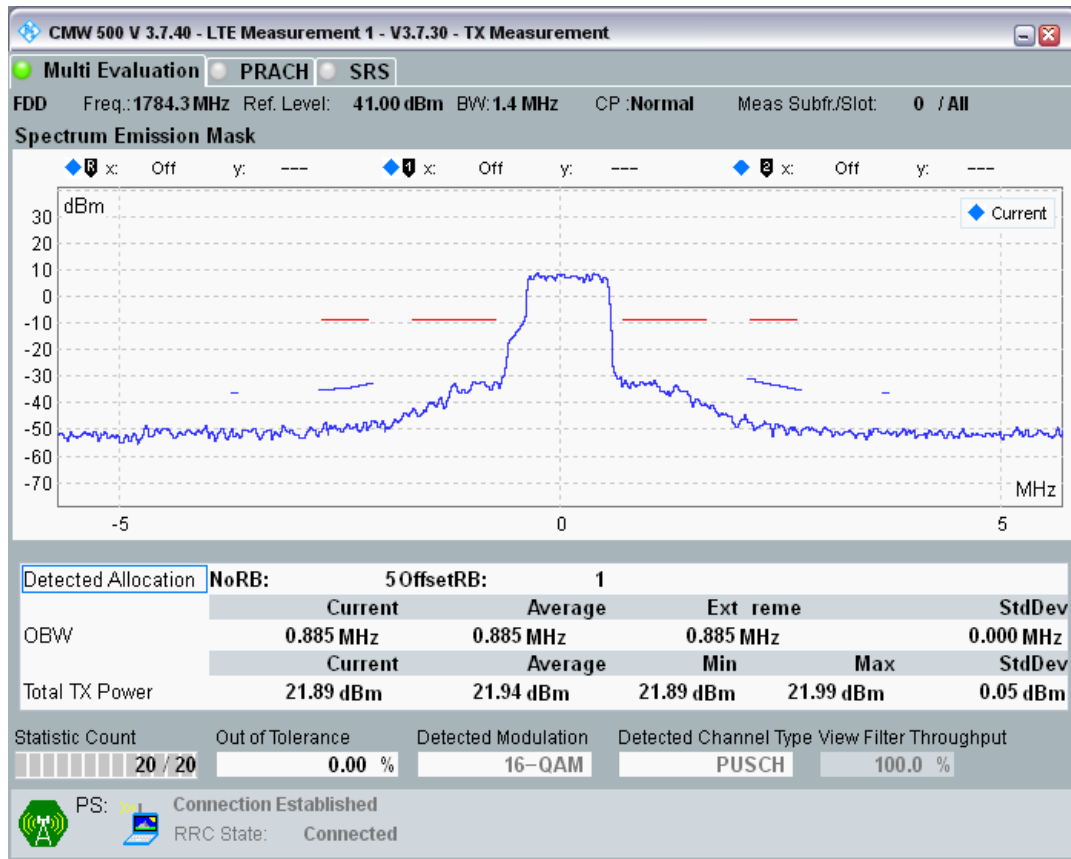 CMW 500 V 3.7.40 - LTE Measurement 1 - V3.7.30 - TX Measurement
Multi Evaluation PRACH SRS
FDD Freq.:1784.3 MHz Ref. Level: 41.00 dBm BW:1.4 MHz CP :Normal Meas Subfr./Slot: 0 / All
Spectrum Emission Mask
R x: Off y: --- 1 x: Off y: --- 2 x: Off y: ---
dBm
Current
30
20
10
0
-10
-20
-30
-40
-50
-60
-70
MHz
-5 0 5
Detected Allocation NoRB: 5 OffsetRB: 1
Current Average Ext reme StdDev
OBW 0.885 MHz 0.885 MHz 0.885 MHz 0.000 MHz
Current Average Min Max StdDev
Total TX Power 21.89 dBm 21.94 dBm 21.89 dBm 21.99 dBm 0.05 dBm
Statistic Count Out of Tolerance Detected Modulation Detected Channel Type View Filter Throughput
20 / 20 0.00 % 16-QAM PUSCH 100.0 %
PS: Connection Established
RRC State: Connected